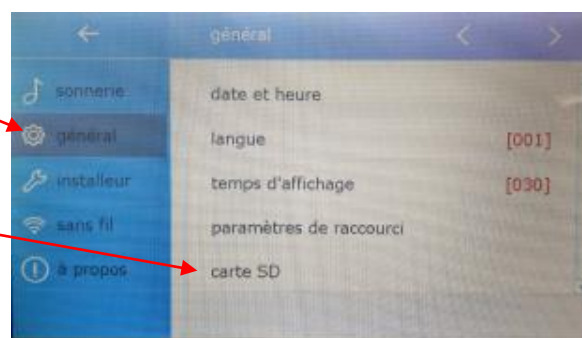 général
sonnerie
général
installeur
sans fil
à propos
date et heure
langue [001]
temps d'affichage [030]
paramètres de raccourci
carte SD